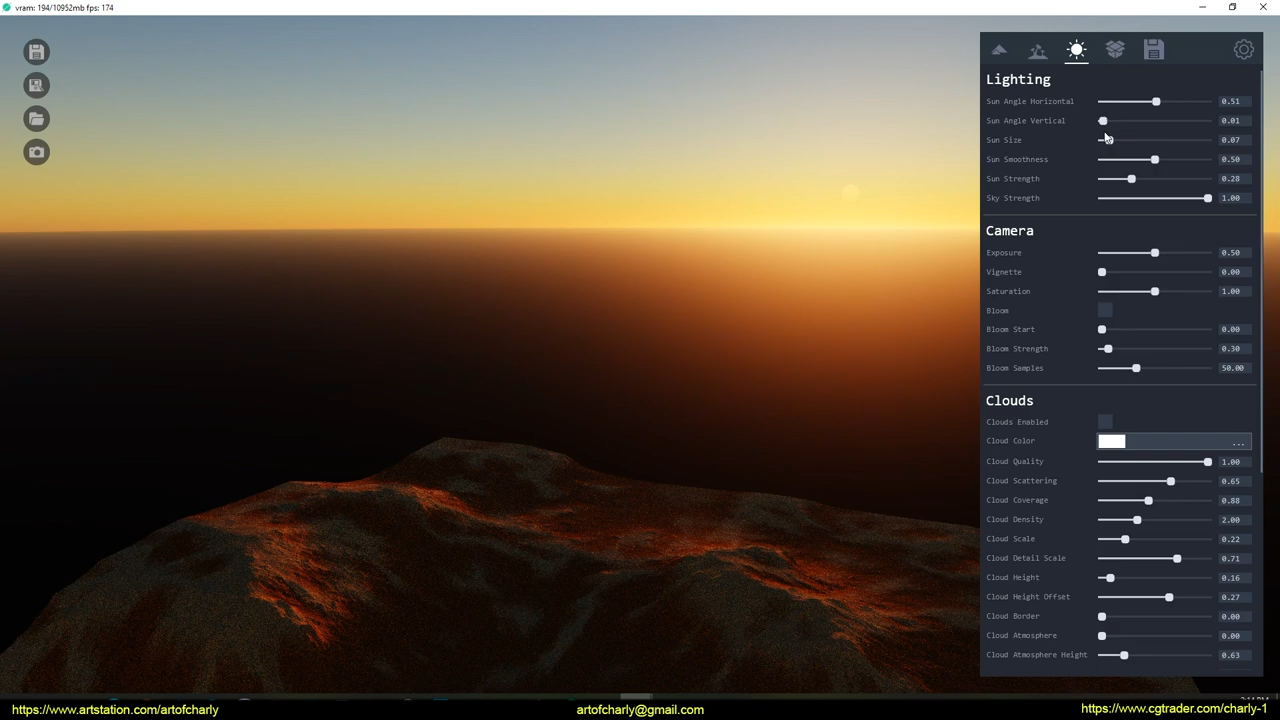 vram: 194/10952mb fps: 174
Lighting
Sun Angle Horizontal 0.51
Sun Angle Vertical 0.01
Sun Size 0.07
Sun Smoothness 0.50
Sun Strength 0.28
Sky Strength 1.00
Camera
Exposure 0.50
Vignette 0.00
Saturation 1.00
Bloom
Bloom Start 0.00
Bloom Strength 0.30
Bloom Samples 50.00
Clouds
Clouds Enabled
Cloud Color ...
Cloud Quality 1.00
Cloud Scattering 0.65
Cloud Coverage 0.88
Cloud Density 2.00
Cloud Scale 0.22
Cloud Detail Scale 0.71
Cloud Height 0.16
Cloud Height Offset 0.27
Cloud Border 0.00
Cloud Atmosphere 0.00
Cloud Atmosphere Height 0.63
https://www.artstation.com/artofcharly artofcharly@gmail.com https://www.cgtrader.com/charly-1